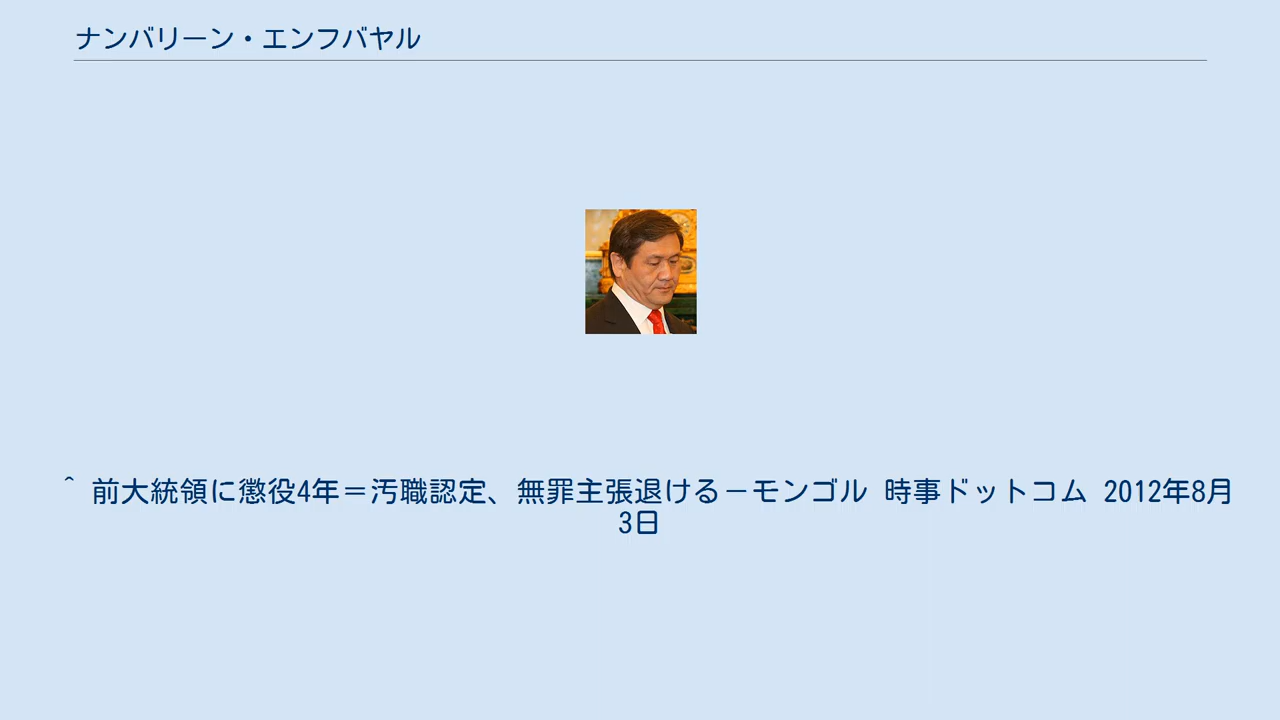 ナンバリーン・エンフバヤル
^ 前大統領に懲役4年＝汚職認定、無罪主張退ける－モンゴル 時事ドットコム 2012年8月
3日